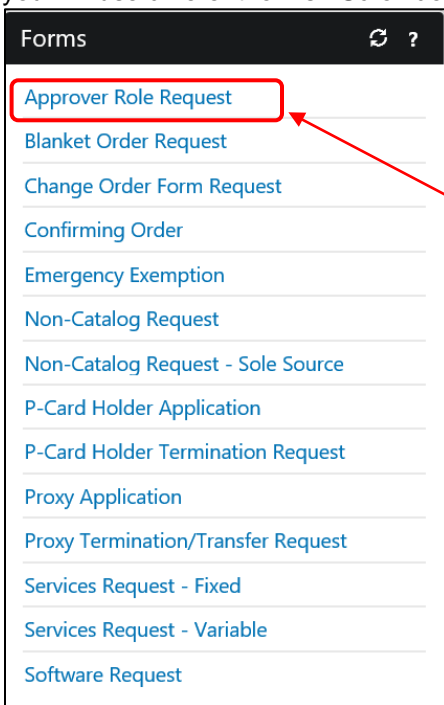 Forms ?
Approver Role Request
Blanket Order Request
Change Order Form Request
Confirming Order
Emergency Exemption
Non-Catalog Request
Non-Catalog Request - Sole Source
P-Card Holder Application
P-Card Holder Termination Request
Proxy Application
Proxy Termination/Transfer Request
Services Request - Fixed
Services Request - Variable
Software Request